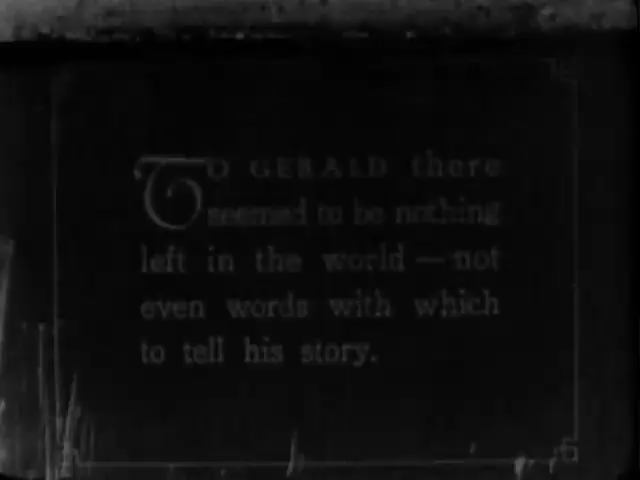 TO GERALD there
seemed to be nothing
left in the world — not
even words with which
to tell his story.